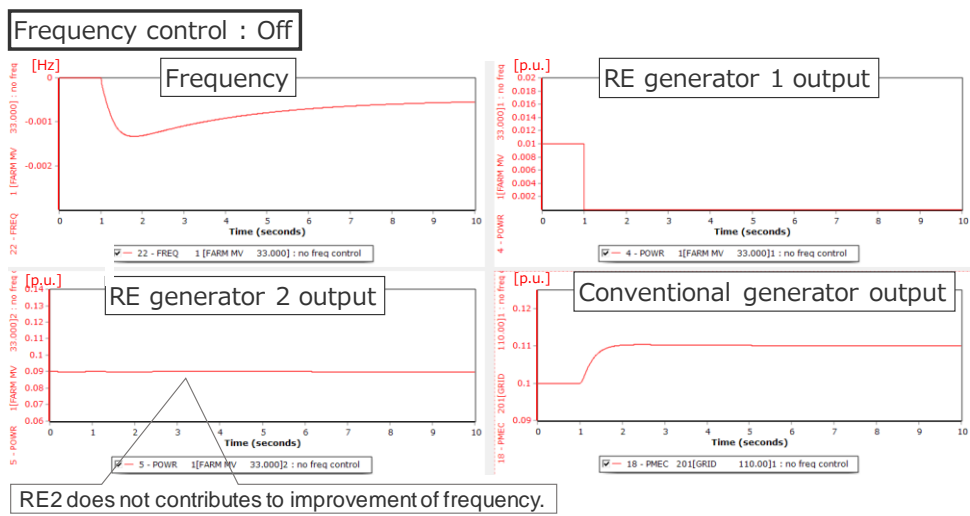 Frequency control : Off
[Hz]
Frequency
0
-0.001
-0.002
0 1 2 3 4 5 6 7 8 9 10
Time (seconds)
22 - FREQ 1 [FARM MV 33.000] : no freq
22 - FREQ 1 [FARM MV 33.000] : no freq control
[p.u.]
RE generator 1 output
0.02
0.018
0.016
0.014
0.012
0.01
0.008
0.006
0.004
0.002
0 1 2 3 4 5 6 7 8 9 10
Time (seconds)
4 - POWR 1[FARM MV 33.000]1 : no freq
4 - POWR 1[FARM MV 33.000]1 : no freq control
[p.u.]
RE generator 2 output
0.14
0.13
0.12
0.11
0.1
0.09
0.08
0.07
0.06
0 1 2 3 4 5 6 7 8 9 10
Time (seconds)
5 - POWR 1[FARM MV 33.000]2 : no freq c
5 - POWR 1[FARM MV 33.000]2 : no freq control
RE2 does not contributes to improvement of frequency.
[p.u.]
Conventional generator output
0.12
0.11
0.1
0.09
0 1 2 3 4 5 6 7 8 9 10
Time (seconds)
18 - PMEC 201[GRID 110.00]1 : no freq c
18 - PMEC 201[GRID 110.00]1 : no freq control